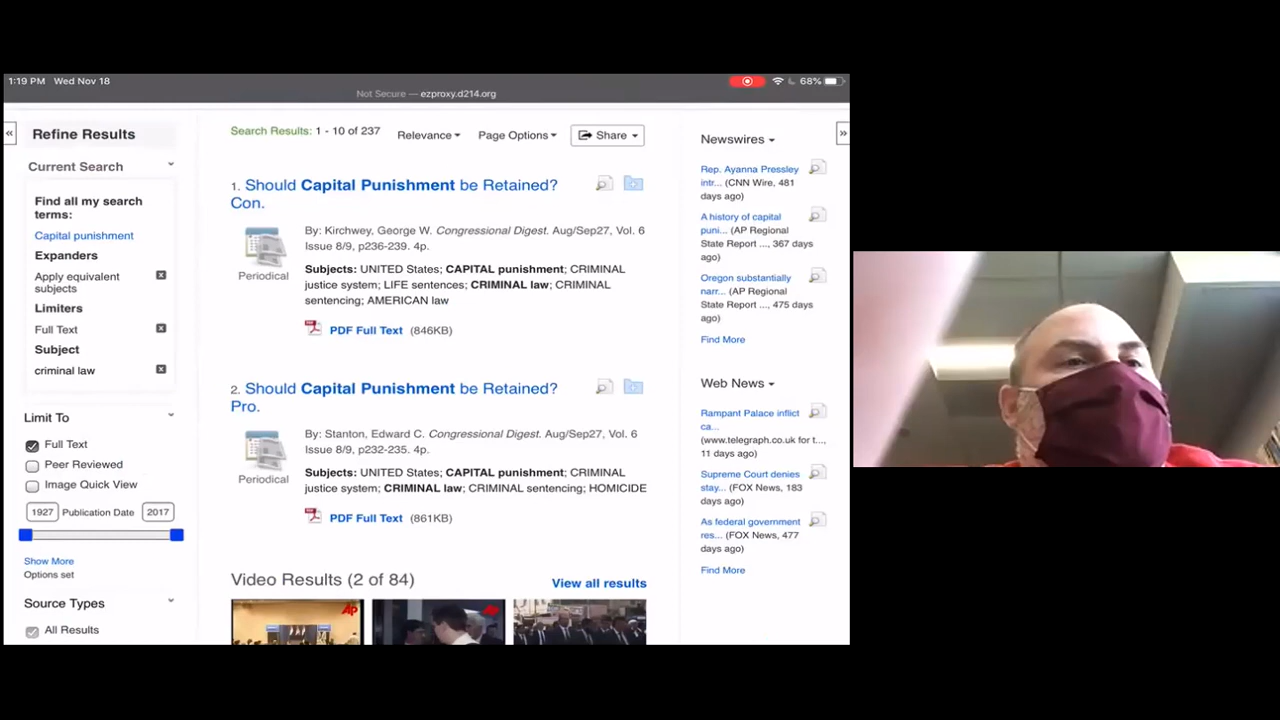 1:19 PM Wed Nov 18
68%
Not Secure — ezproxy.d214.org
«
Refine Results
Current Search
Find all my search
terms:
Capital punishment
Expanders
Apply equivalent
subjects
Limiters
Full Text
Subject
criminal law
Limit To
Full Text
Peer Reviewed
Image Quick View
1927 Publication Date 2017
Show More
Options set
Source Types
All Results
Search Results: 1 - 10 of 237
Relevance
Page Options
Share
1. Should Capital Punishment be Retained?
Con.
Periodical
By: Kirchwey, George W. Congressional Digest. Aug/Sep27, Vol. 6
Issue 8/9, p236-239. 4p.
Subjects: UNITED States; CAPITAL punishment; CRIMINAL
justice system; LIFE sentences; CRIMINAL law; CRIMINAL
sentencing; AMERICAN law
PDF Full Text (846KB)
2. Should Capital Punishment be Retained?
Pro.
Periodical
By: Stanton, Edward C. Congressional Digest. Aug/Sep27, Vol. 6
Issue 8/9, p232-235. 4p.
Subjects: UNITED States; CAPITAL punishment; CRIMINAL
justice system; CRIMINAL law; CRIMINAL sentencing; HOMICIDE
PDF Full Text (861KB)
Video Results (2 of 84)
View all results
AP
AP
»
Newswires
Rep. Ayanna Pressley
intr... (CNN Wire, 481
days ago)
A history of capital
puni... (AP Regional
State Report ..., 367 days
ago)
Oregon substantially
narr... (AP Regional
State Report ..., 475 days
ago)
Find More
Web News
Rampant Palace inflict
ca...
(www.telegraph.co.uk for t...,
11 days ago)
Supreme Court denies
stay... (FOX News, 183
days ago)
As federal government
res... (FOX News, 477
days ago)
Find More